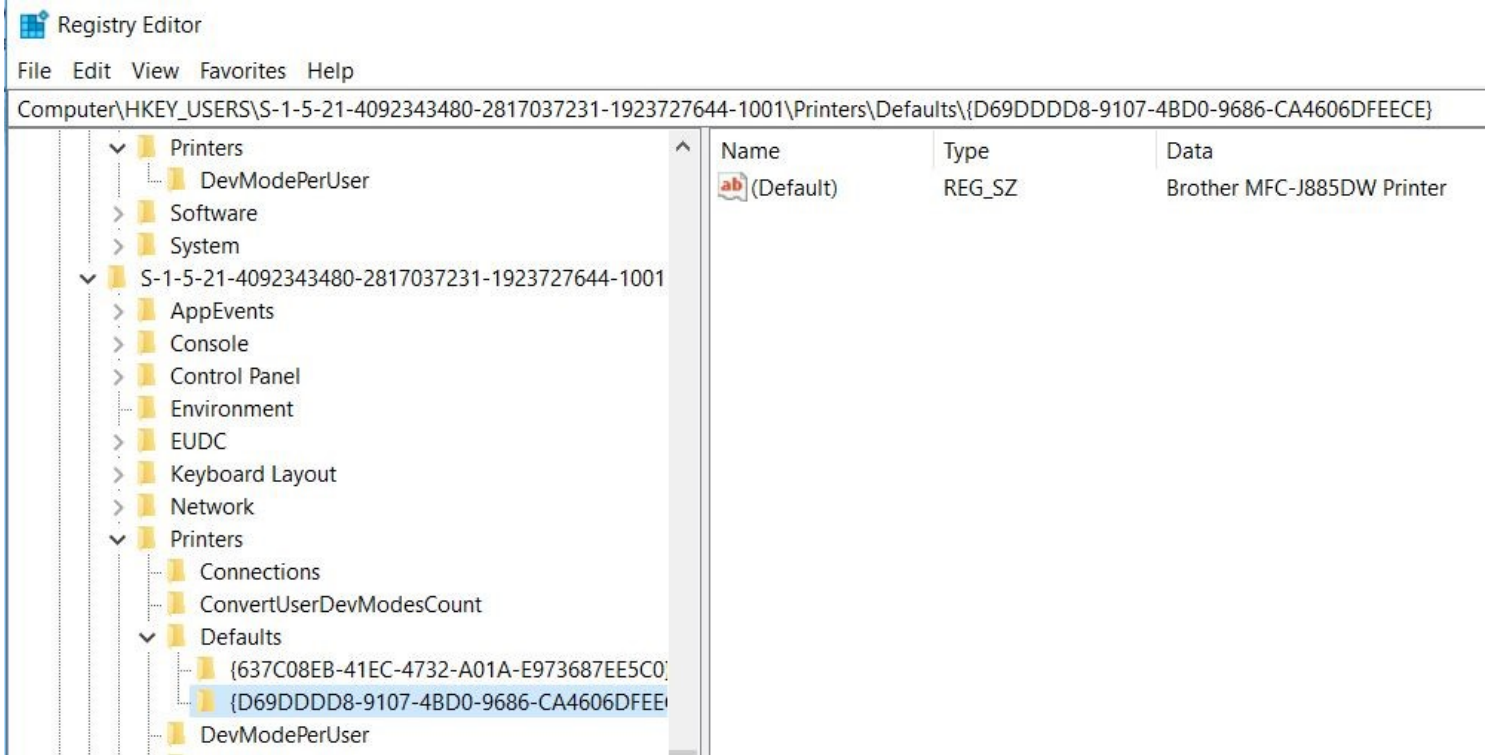 Registry Editor
File Edit View Favorites Help
Computer\HKEY_USERS\S-1-5-21-4092343480-2817037231-1923727644-1001\Printers\Defaults\{D69DDDD8-9107-4BD0-9686-CA4606DFEECE}
Printers
DevModePerUser
Software
System
S-1-5-21-4092343480-2817037231-1923727644-1001
AppEvents
Console
Control Panel
Environment
EUDC
Keyboard Layout
Network
Printers
Connections
ConvertUserDevModesCount
Defaults
{637C08EB-41EC-4732-A01A-E973687EE5C0}
{D69DDDD8-9107-4BD0-9686-CA4606DFEE
DevModePerUser
Name Type Data
ab (Default) REG_SZ Brother MFC-J885DW Printer